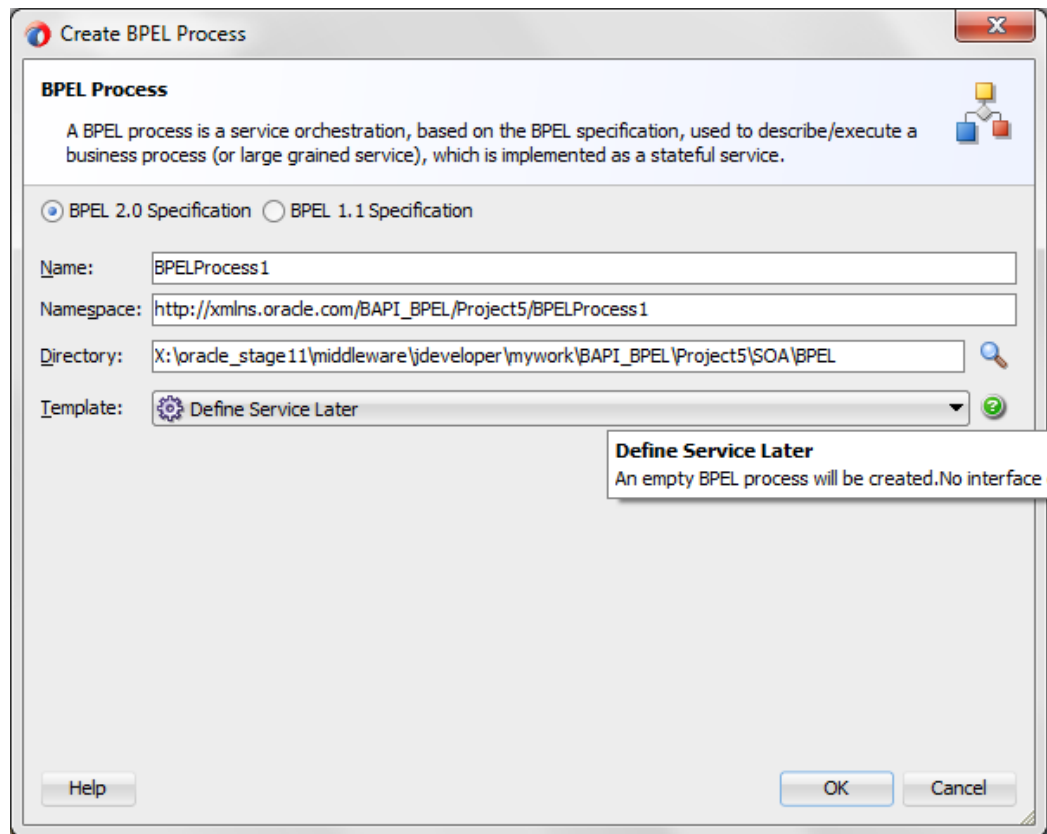 Create BPEL Process
BPEL Process
A BPEL process is a service orchestration, based on the BPEL specification, used to describe/execute a
business process (or large grained service), which is implemented as a stateful service.
BPEL 2.0 Specification BPEL 1.1 Specification
Name: BPELProcess1
Namespace: http://xmlns.oracle.com/BAPI_BPEL/Project5/BPELProcess1
Directory: X:\oracle_stage11\middleware\jdeveloper\mywork\BAPI_BPEL\Project5\SOA\BPEL
Template: Define Service Later
Define Service Later
An empty BPEL process will be created.No interface
Help OK Cancel